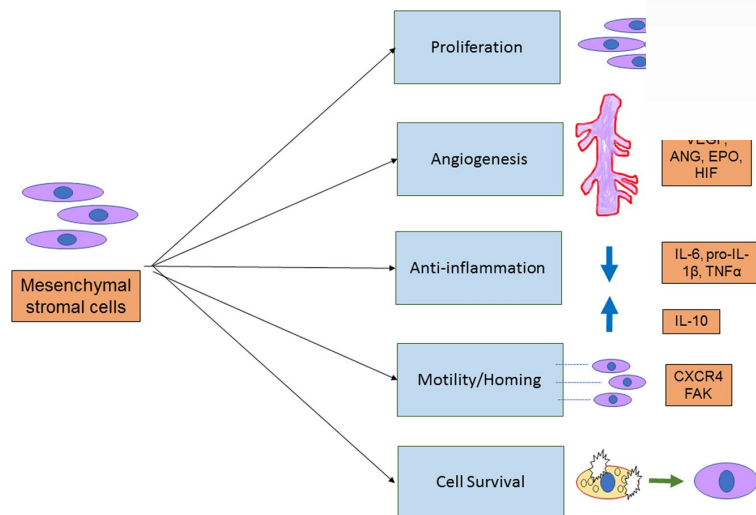 Proliferation
Angiogenesis
ANG, EPO,
HIF
Mesenchymal
stromal cells
Anti-inflammation
IL-6, pro-IL-
1β, TNFα
IL-10
Motility/Homing
CXCR4
FAK
Cell Survival